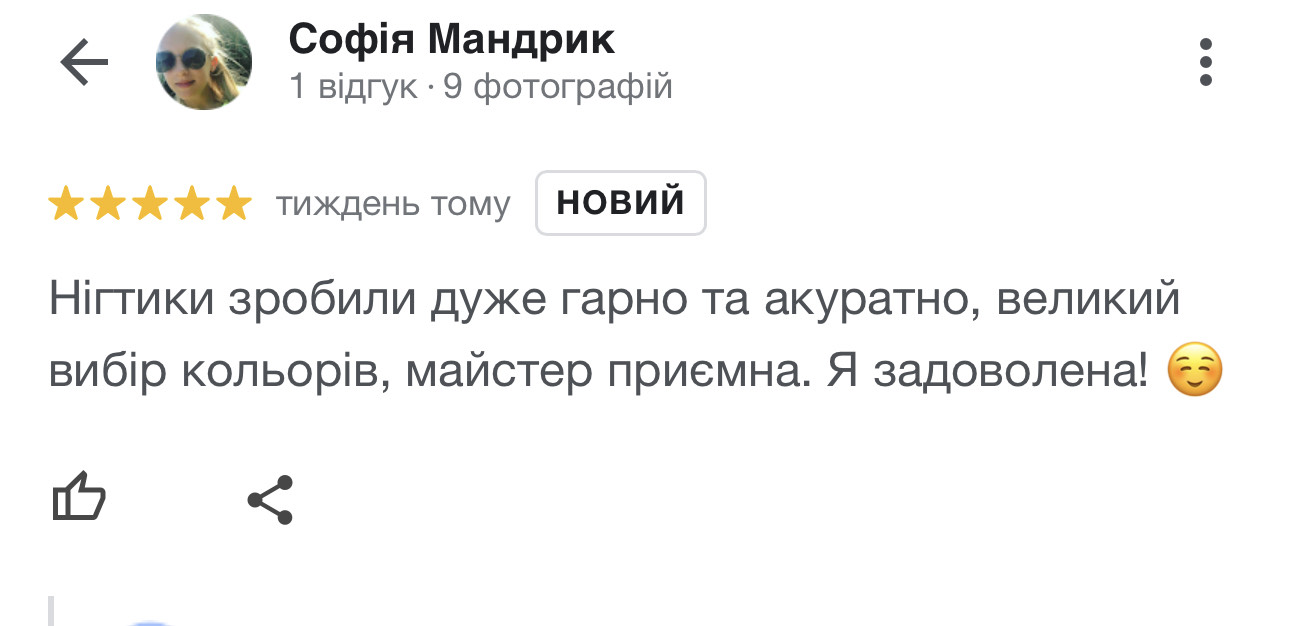 Софія Мандрик
1 відгук · 9 фотографій
тиждень тому НОВИЙ
Нігтики зробили дуже гарно та акуратно, великий
вибір кольорів, майстер приємна. Я задоволена! ☺️